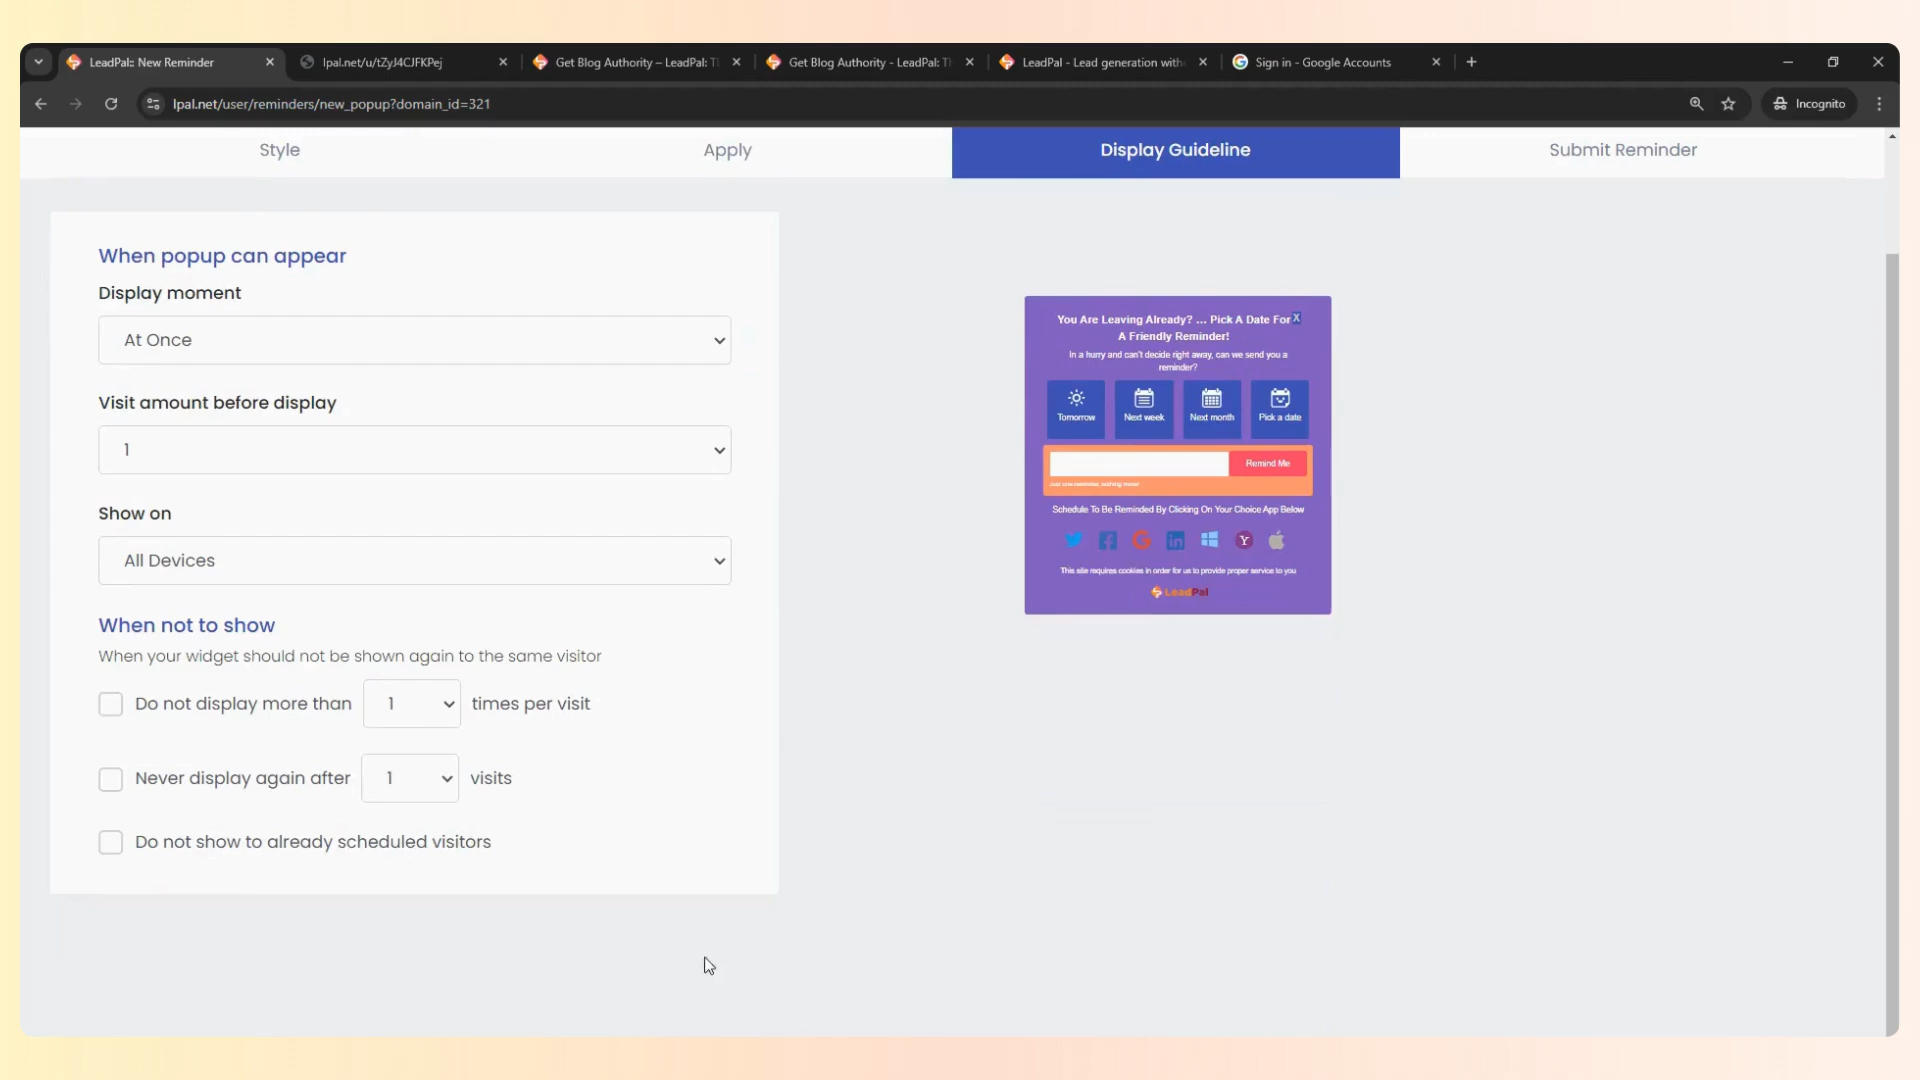 LeadPal:: New Reminder
lpal.net/u/tZyJ4CJFKPej
Get Blog Authority – LeadPal: T
Get Blog Authority - LeadPal: Th
LeadPal - Lead generation with
Sign in - Google Accounts
lpal.net/user/reminders/new_popup?domain_id=321
Incognito
Style
Apply
Display Guideline
Submit Reminder
When popup can appear
Display moment
At Once
Visit amount before display
1
Show on
All Devices
When not to show
When your widget should not be shown again to the same visitor
Do not display more than 1 times per visit
Never display again after 1 visits
Do not show to already scheduled visitors
You Are Leaving Already? ... Pick A Date For X
A Friendly Reminder!
In a hurry and can't decide right away, can we send you a
reminder?
Tomorrow
Next week
Next month
Pick a date
Remind Me
Just one reminder, nothing more!
Schedule To Be Reminded By Clicking On Your Choice App Below
This site requires cookies in order for us to provide proper service to you
LeadPal